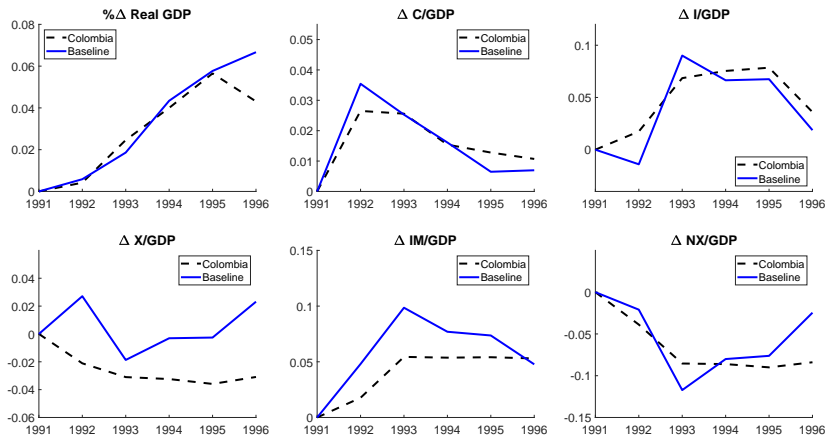 %Δ Real GDP
0.08
0.06
0.04
0.02
0
1991 1992 1993 1994 1995 1996
Colombia
Baseline
Δ C/GDP
0.05
0.04
0.03
0.02
0.01
0
1991 1992 1993 1994 1995 1996
Colombia
Baseline
Δ I/GDP
0.1
0.05
0
1991 1992 1993 1994 1995 1996
Colombia
Baseline
Δ X/GDP
0.04
0.02
0
-0.02
-0.04
-0.06
1991 1992 1993 1994 1995 1996
Colombia
Baseline
Δ IM/GDP
0.15
0.1
0.05
0
1991 1992 1993 1994 1995 1996
Colombia
Baseline
Δ NX/GDP
0
-0.05
-0.1
-0.15
1991 1992 1993 1994 1995 1996
Colombia
Baseline